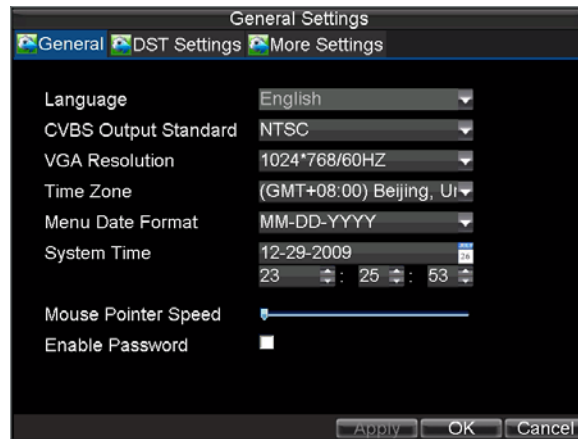 General Settings
General DST Settings More Settings
Language English
CVBS Output Standard NTSC
VGA Resolution 1024*768/60HZ
Time Zone (GMT+08:00) Beijing,
Menu Date Format MM-DD-YYYY
System Time 12-29-2009
23 : 25 : 53
Mouse Pointer Speed
Enable Password
Apply OK Cancel